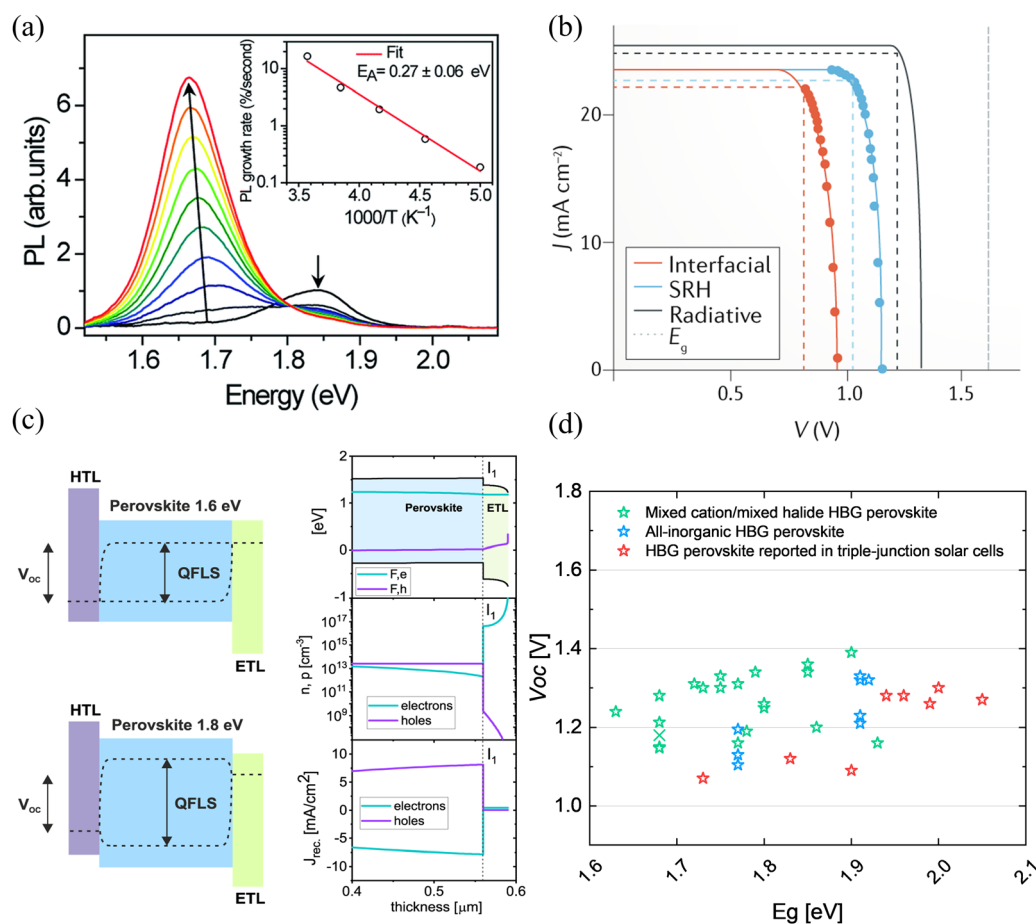 (a)
PL (arb.units)
6
4
2
0
1.6
1.7
1.8
1.9
2.0
Energy (eV)
Fit
E_A= 0.27 ± 0.06 eV
PL growth rate (%/second)
10
1
0.1
3.5
4.0
4.5
5.0
1000/T (K⁻¹)
(b)
J (mA cm⁻²)
20
10
0
Interfacial
SRH
Radiative
E_g
0.5
1.0
1.5
V (V)
(c)
HTL
Perovskite 1.6 eV
V_OC
QFLS
ETL
HTL
Perovskite 1.8 eV
V_OC
QFLS
ETL
I₁
[eV]
2
1
0
-1
Perovskite
ETL
F,e
F,h
I₁
n, p [cm⁻³]
10¹⁷
10¹⁵
10¹³
10¹¹
10⁹
electrons
holes
I₁
J_rec. [mA/cm²]
10
5
0
-5
-10
electrons
holes
0.4
0.5
0.6
thickness [µm]
(d)
Voc [V]
1.8
1.6
1.4
1.2
1.0
Mixed cation/mixed halide HBG perovskite
All-inorganic HBG perovskite
HBG perovskite reported in triple-junction solar cells
1.6
1.7
1.8
1.9
2.0
2.1
Eg [eV]